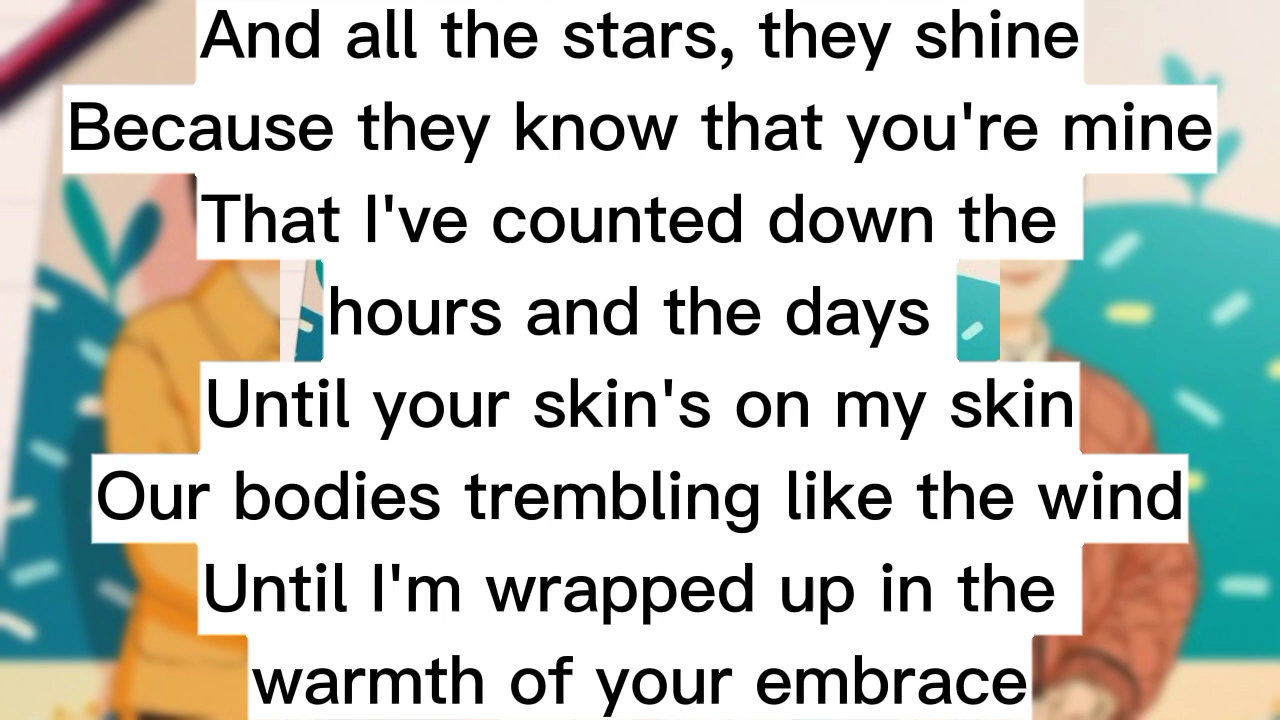 And all the stars, they shine
Because they know that you're mine
That I've counted down the
hours and the days
Until your skin's on my skin
Our bodies trembling like the wind
Until I'm wrapped up in the
warmth of your embrace